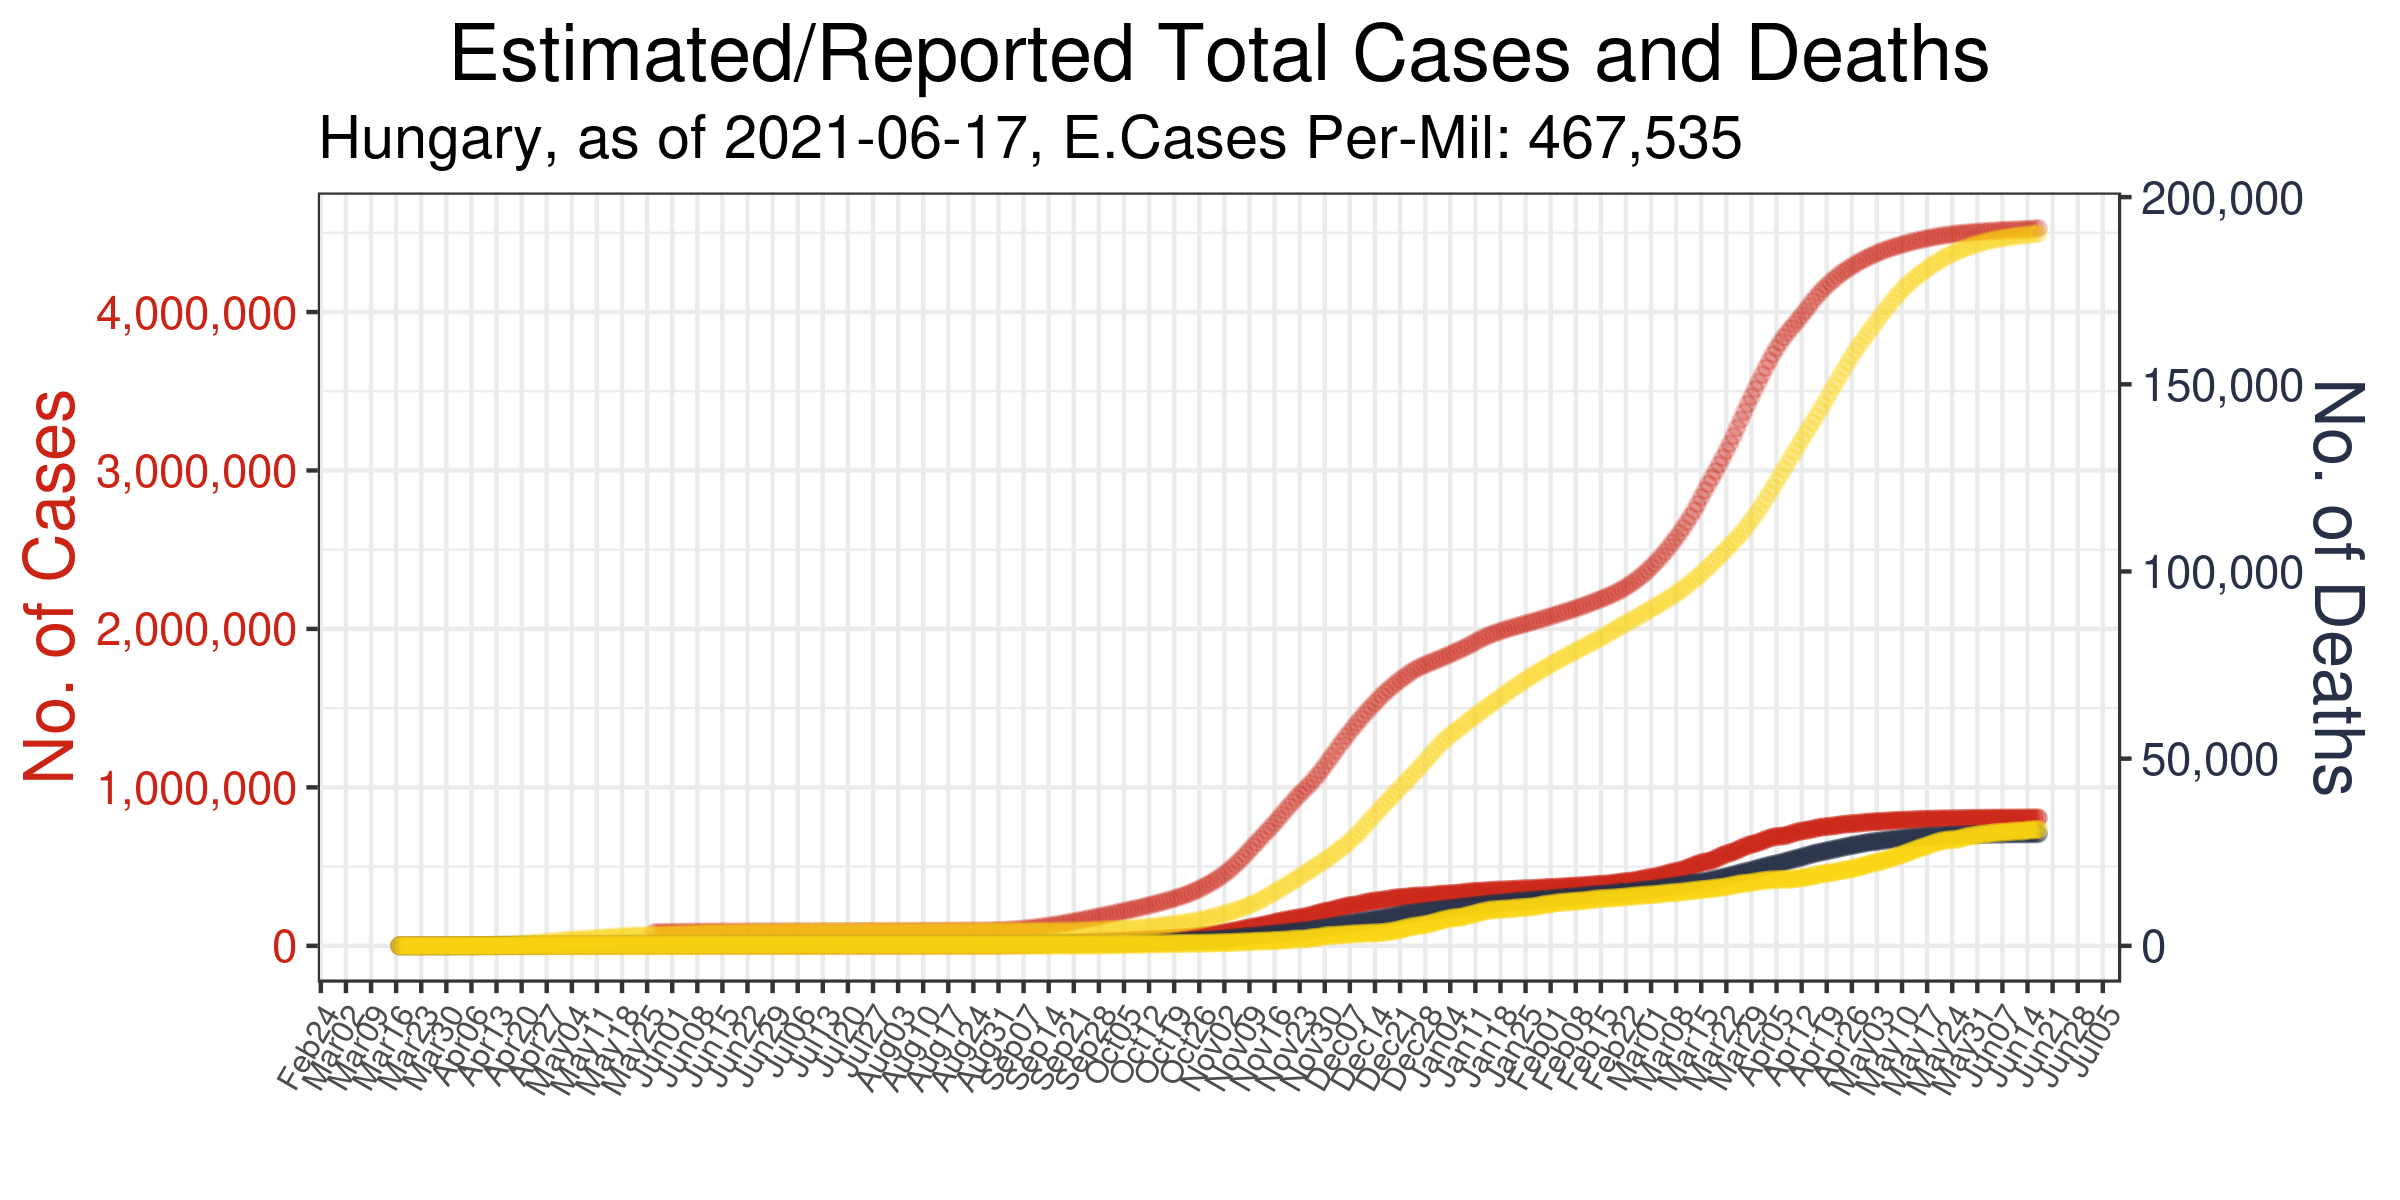 Estimated/Reported Total Cases and Deaths
Hungary, as of 2021-06-17, E.Cases Per-Mil: 467,535
No. of Cases
4,000,000
3,000,000
2,000,000
1,000,000
0
200,000
150,000
100,000
50,000
0
No. of Deaths
Feb24
Mar02
Mar09
Mar16
Mar23
Mar30
Apr06
Apr13
Apr20
Apr27
May04
May11
May18
May25
Jun01
Jun08
Jun15
Jun22
Jun29
Jul06
Jul13
Jul20
Jul27
Aug03
Aug10
Aug17
Aug24
Aug31
Sep07
Sep14
Sep21
Sep28
Oct05
Oct12
Oct19
Oct26
Nov02
Nov09
Nov16
Nov23
Nov30
Dec07
Dec14
Dec21
Dec28
Jan04
Jan11
Jan18
Jan25
Feb01
Feb08
Feb15
Feb22
Mar01
Mar08
Mar15
Mar22
Mar29
Apr05
Apr12
Apr19
Apr26
May03
May10
May17
May24
May31
Jun07
Jun14
Jun21
Jun28
Jul05